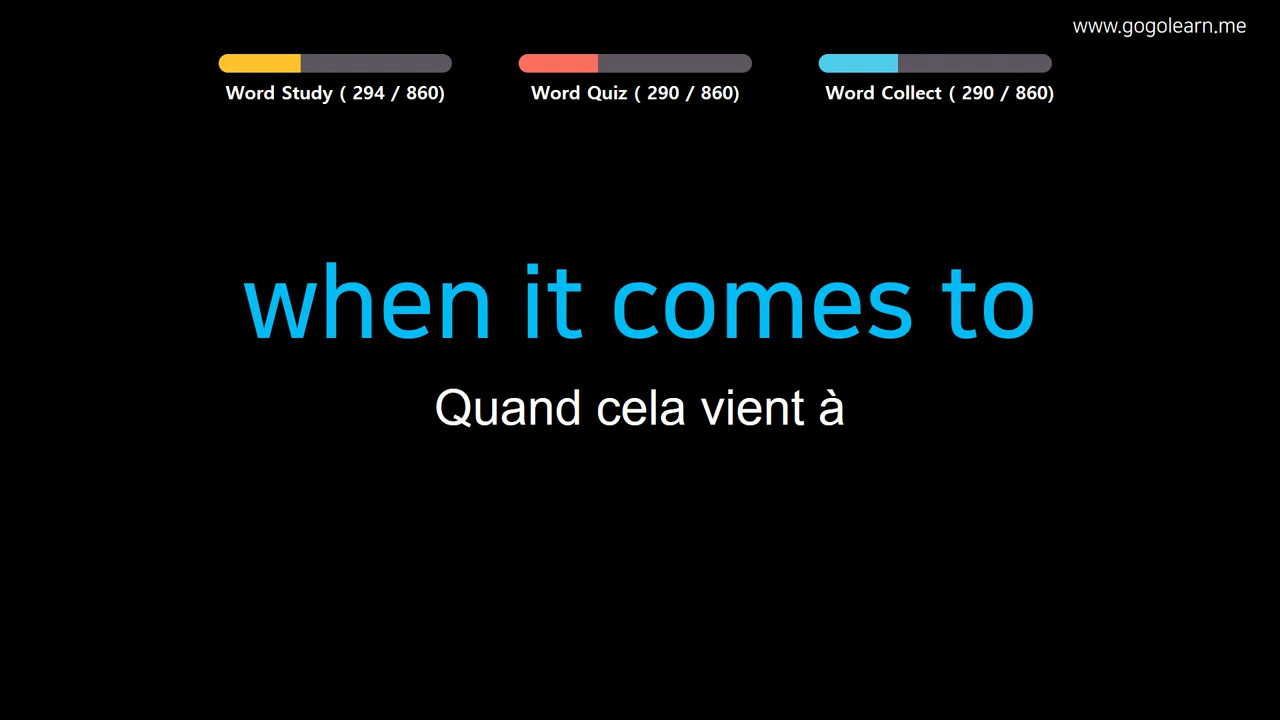 www.gogolearn.me
Word Study ( 294 / 860)
Word Quiz ( 290 / 860)
Word Collect ( 290 / 860)
when it comes to
Quand cela vient à